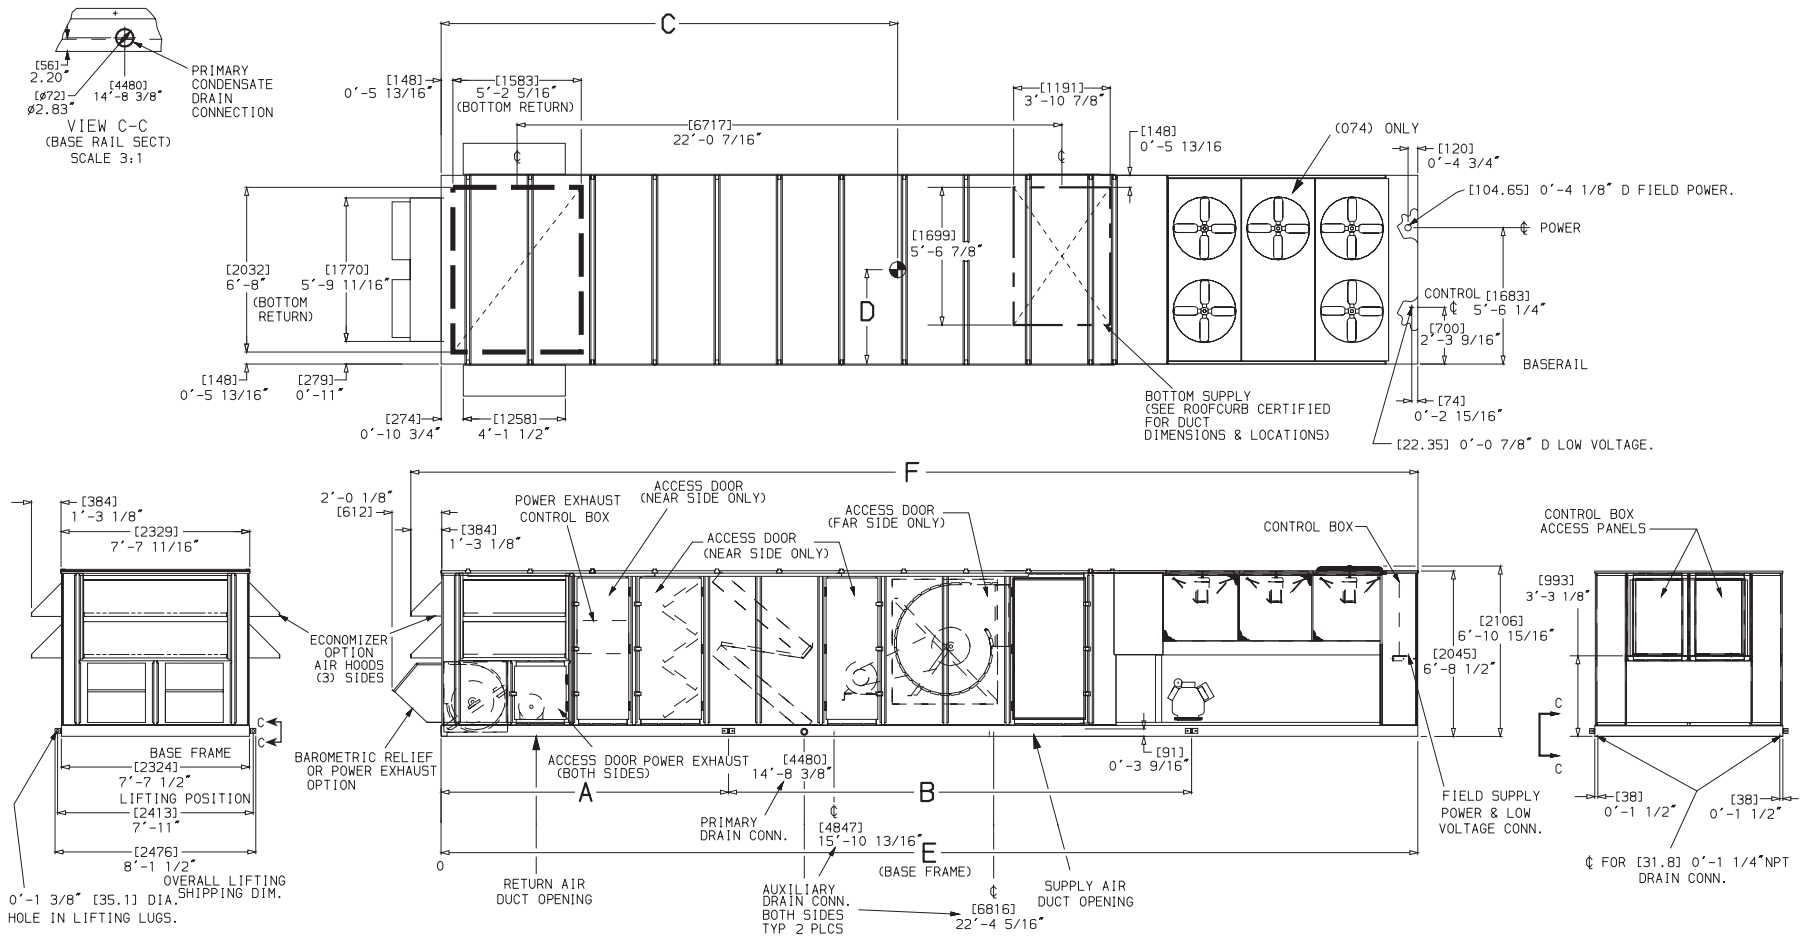 [56]
2.20"
[ø72]
ø2.83"
[4480]
14'-8 3/8"
PRIMARY
CONDENSATE
DRAIN
CONNECTION
VIEW C-C
(BASE RAIL SECT)
SCALE 3:1
C
[148]
0'-5 13/16"
[1583]
5'-2 5/16"
(BOTTOM RETURN)
[6717]
22'-0 7/16"
[1191]
3'-10 7/8"
[148]
0'-5 13/16
(074) ONLY
[120]
0'-4 3/4"
[104.65] 0'-4 1/8" D FIELD POWER.
℄ POWER
℄
℄
[1699]
5'-6 7/8"
[2032]
6'-8"
(BOTTOM
RETURN)
[1770]
5'-9 11/16"
D
CONTROL
℄
[1683]
5'-6 1/4"
[700]
2'-3 9/16"
BASERAIL
[148]
0'-5 13/16"
[279]
0'-11"
[274]
0'-10 3/4"
[1258]
4'-1 1/2"
BOTTOM SUPPLY
(SEE ROOFCURB CERTIFIED
FOR DUCT
DIMENSIONS & LOCATIONS)
[74]
0'-2 15/16"
[22.35] 0'-0 7/8" D LOW VOLTAGE.
F
[384]
1'-3 1/8"
[2329]
7'-7 11/16"
2'-0 1/8"
[612]
[384]
1'-3 1/8"
POWER EXHAUST
CONTROL BOX
ACCESS DOOR
(NEAR SIDE ONLY)
ACCESS DOOR
(NEAR SIDE ONLY)
ACCESS DOOR
(FAR SIDE ONLY)
CONTROL BOX
CONTROL BOX
ACCESS PANELS
[993]
3'-3 1/8"
[2106]
6'-10 15/16"
[2045]
6'-8 1/2"
ECONOMIZER
OPTION
AIR HOODS
(3) SIDES
C
C
C
C
BASE FRAME
[2324]
7'-7 1/2"
LIFTING POSITION
[2413]
7'-11"
[2476]
8'-1 1/2"
OVERALL LIFTING
SHIPPING DIM.
0'-1 3/8" [35.1] DIA.
HOLE IN LIFTING LUGS.
BAROMETRIC RELIEF
OR POWER EXHAUST
OPTION
ACCESS DOOR POWER EXHAUST
(BOTH SIDES)
[4480]
14'-8 3/8"
[91]
0'-3 9/16"
A
B
PRIMARY
DRAIN CONN.
℄
[4847]
15'-10 13/16"
0
E
(BASE FRAME)
RETURN AIR
DUCT OPENING
AUXILIARY
DRAIN CONN.
BOTH SIDES
TYP 2 PLCS
℄
[6816]
22'-4 5/16"
SUPPLY AIR
DUCT OPENING
FIELD SUPPLY
POWER & LOW
VOLTAGE CONN.
[38]
0'-1 1/2"
[38]
0'-1 1/2"
℄ FOR [31.8] 0'-1 1/4"NPT
DRAIN CONN.